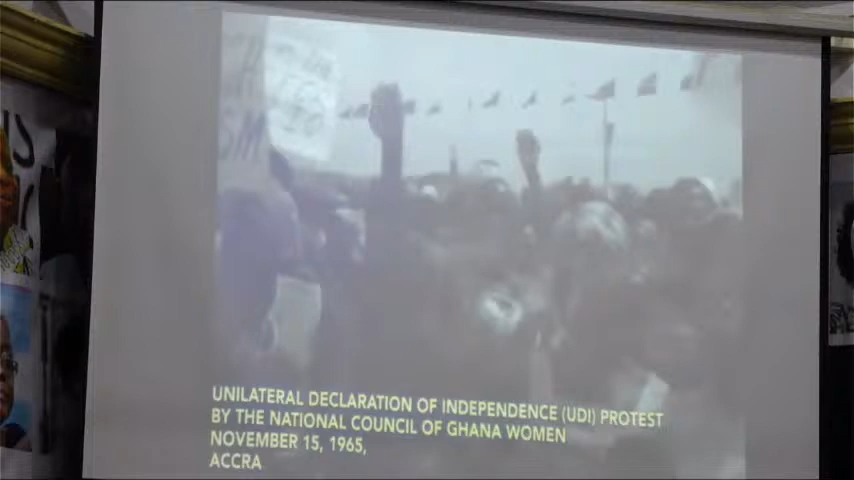 UNILATERAL DECLARATION OF INDEPENDENCE (UDI) PROTEST
BY THE NATIONAL COUNCIL OF GHANA WOMEN
NOVEMBER 15, 1965,
ACCRA